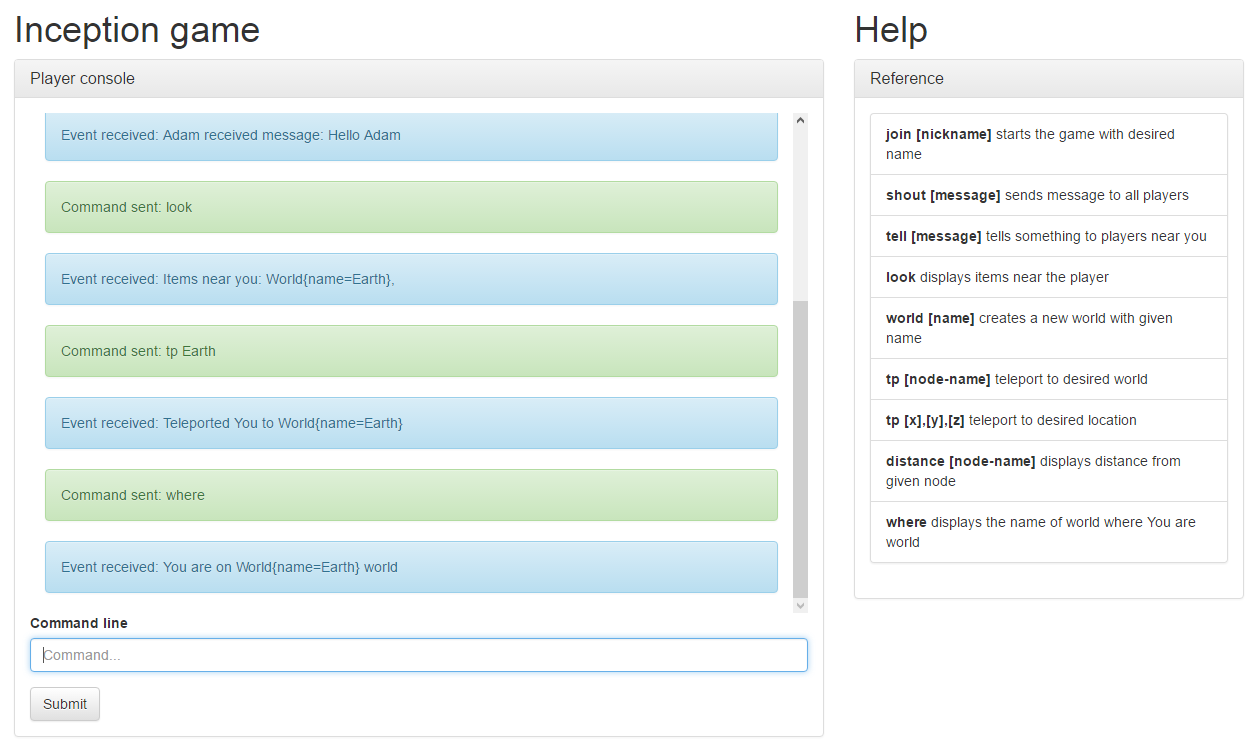 Inception game
Player console
Event received: Adam received message: Hello Adam
Command sent: look
Event received: Items near you: World{name=Earth},
Command sent: tp Earth
Event received: Teleported You to World{name=Earth}
Command sent: where
Event received: You are on World{name=Earth} world
Command line
Command...
Submit
Help
Reference
join [nickname] starts the game with desired
name
shout [message] sends message to all players
tell [message] tells something to players near you
look displays items near the player
world [name] creates a new world with given
name
tp [node-name] teleport to desired world
tp [x],[y],[z] teleport to desired location
distance [node-name] displays distance from
given node
where displays the name of world where You are
world